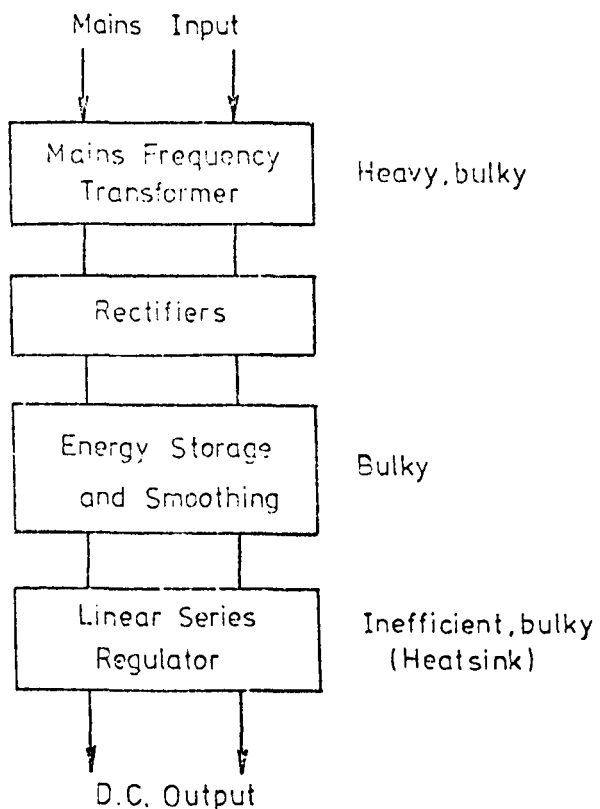 Mains Input
Mains Frequency
Transformer
Heavy, bulky
Rectifiers
Energy Storage
and Smoothing
Bulky
Linear Series
Regulator
Inefficient, bulky
(Heatsink)
D.C. Output